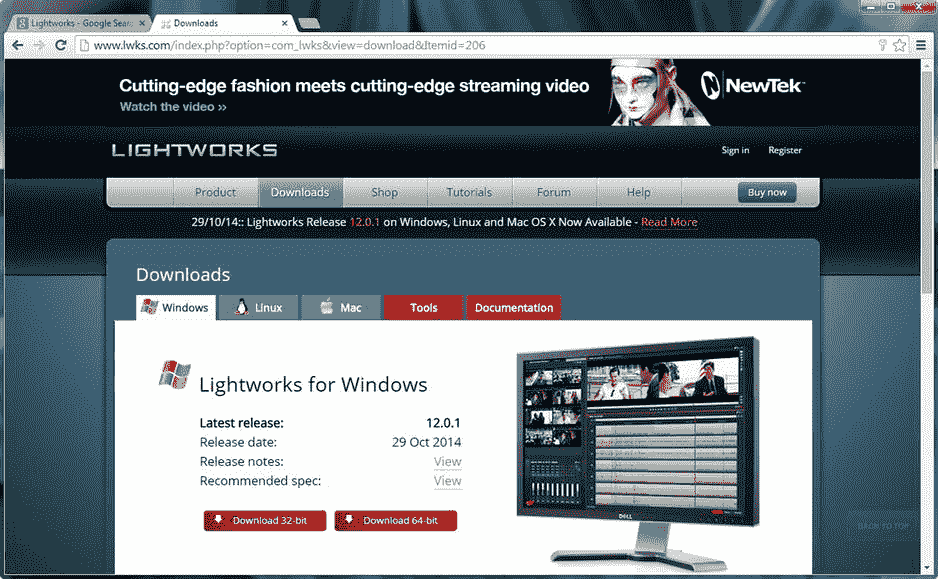 Lightworks - Google Sear
Downloads
www.lwks.com/index.php?option=com_lwks&view=download&Itemid=206
Cutting-edge fashion meets cutting-edge streaming video
Watch the video >>
NewTek
LIGHTWORKS
Sign in Register
Product Downloads Shop Tutorials Forum Help Buy now
29/10/14:: Lightworks Release 12.0.1 on Windows, Linux and Mac OS X Now Available - Read More
Downloads
Windows Linux Mac Tools Documentation
Lightworks for Windows
Latest release: 12.0.1
Release date: 29 Oct 2014
Release notes: View
Recommended spec: View
Download 32-bit Download 64-bit
DELL
BACK TO TOP